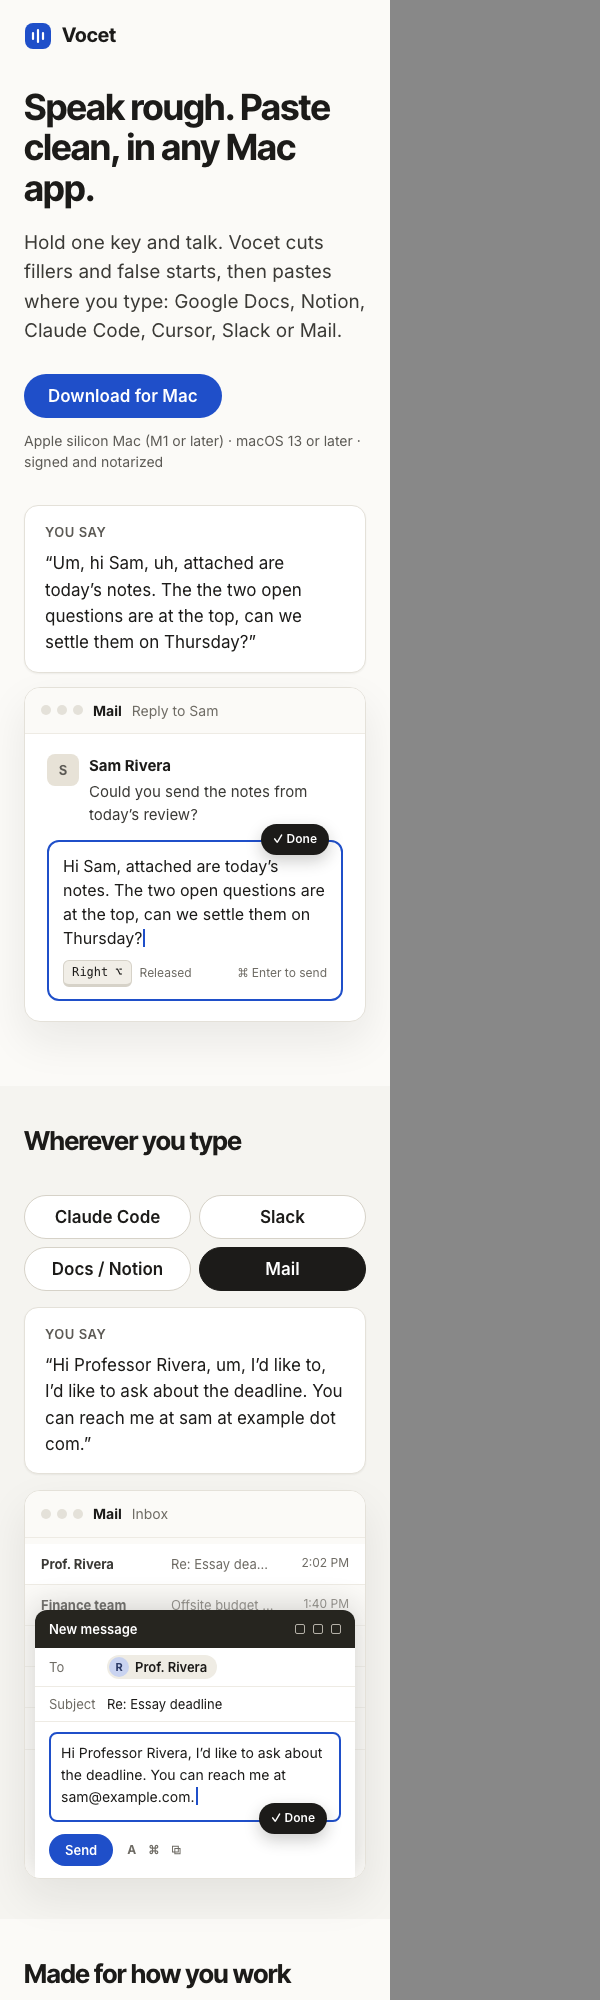 Vocet
Speak rough. Paste
clean, in any Mac
app.
Hold one key and talk. Vocet cuts
fillers and false starts, then pastes
where you type: Google Docs, Notion,
Claude Code, Cursor, Slack or Mail.
Download for Mac
Apple silicon Mac (M1 or later) · macOS 13 or later ·
signed and notarized
YOU SAY
“Um, hi Sam, uh, attached are
today’s notes. The the two open
questions are at the top, can we
settle them on Thursday?”
Mail Reply to Sam
S Sam Rivera
Could you send the notes from
today’s review?
✓ Done
Hi Sam, attached are today’s
notes. The two open questions are
at the top, can we settle them on
Thursday?
Right ⌥ Released ⌘ Enter to send
Wherever you type
Claude Code Slack
Docs / Notion Mail
YOU SAY
“Hi Professor Rivera, um, I’d like to,
I’d like to ask about the deadline. You
can reach me at sam at example dot
com.”
Mail Inbox
Prof. Rivera Re: Essay dea... 2:02 PM
Finance team Offsite budget ... 1:40 PM
New message
To R Prof. Rivera
Subject Re: Essay deadline
Hi Professor Rivera, I’d like to ask about
the deadline. You can reach me at
sam@example.com.
✓ Done
Send A ⌘
Made for how you work